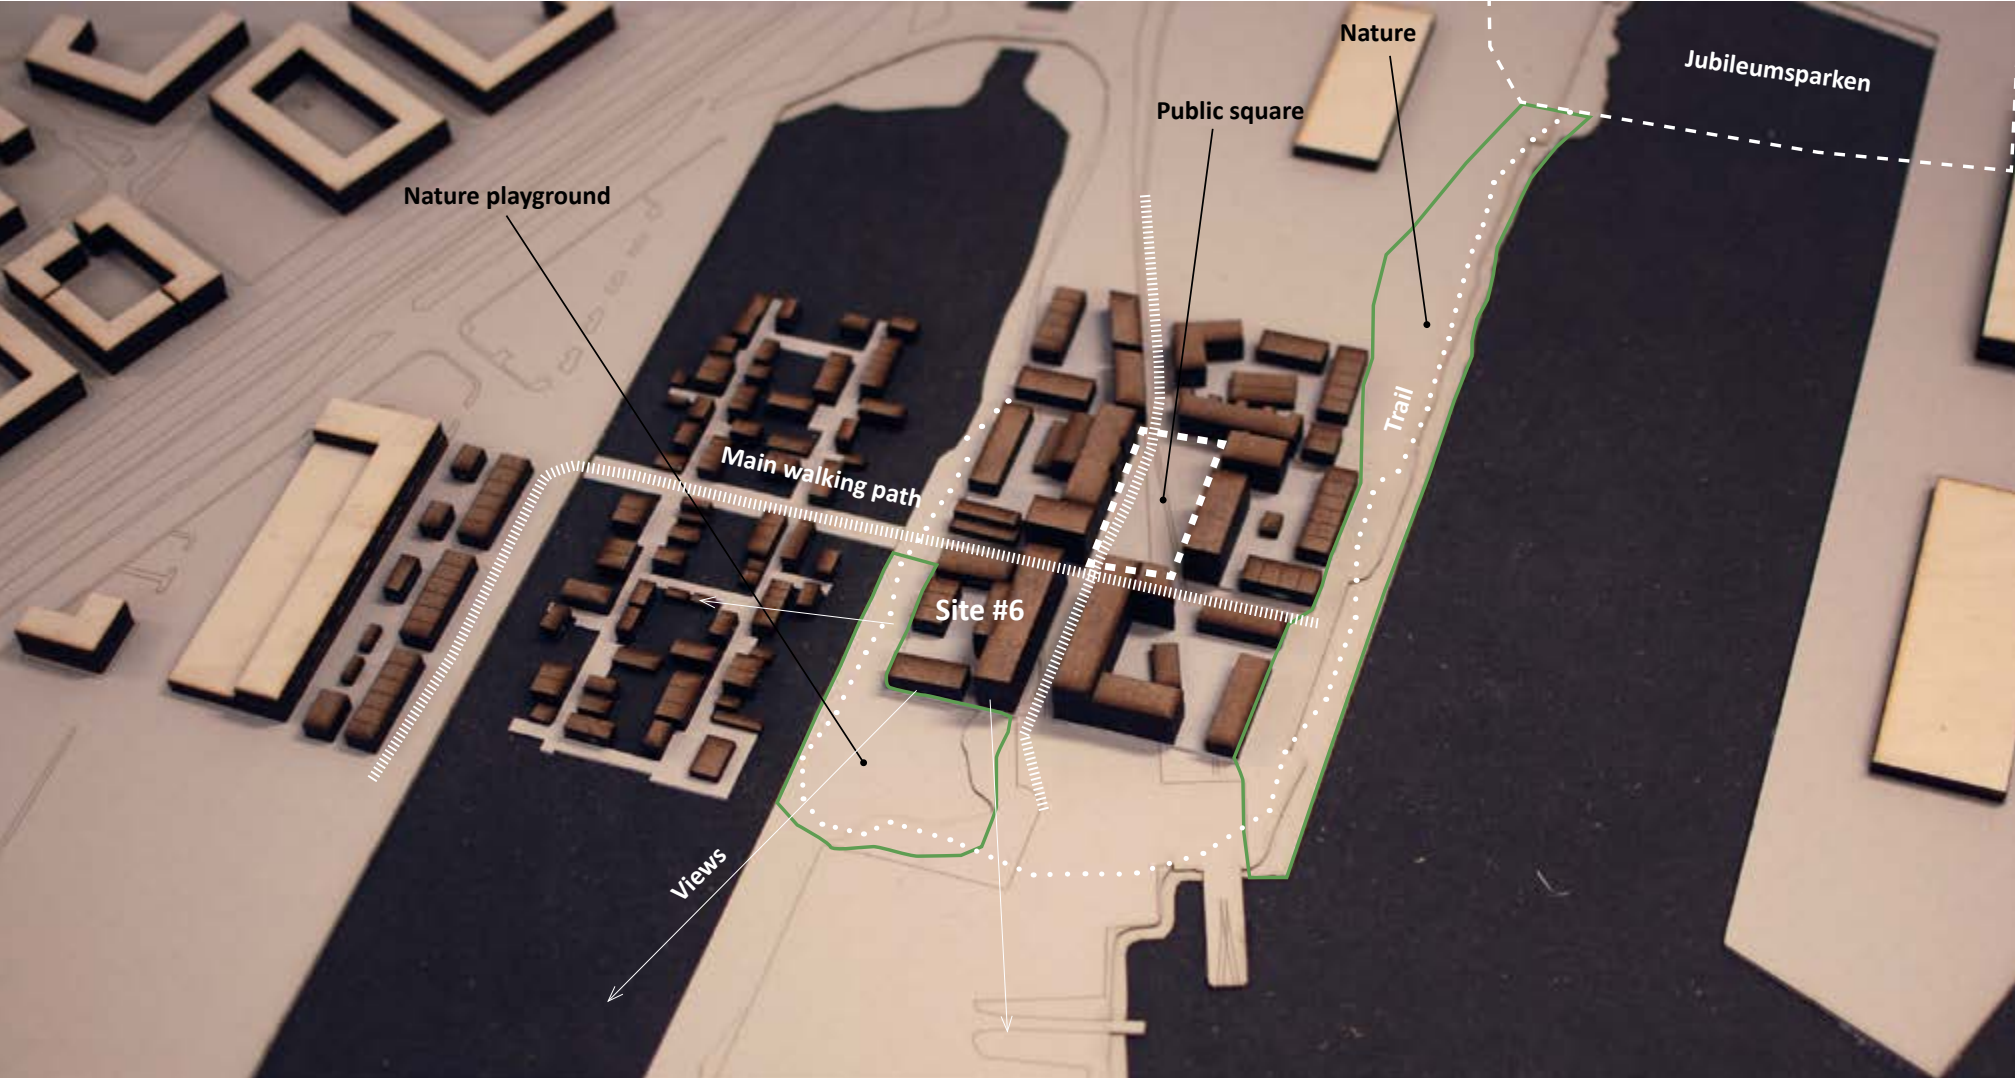 Nature
Jubileumsparken
Public square
Nature playground
Trail
Main walking path
Site #6
Views